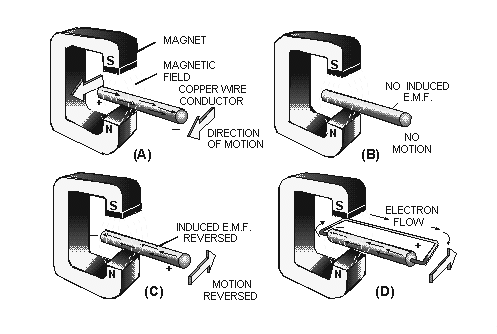 S
MAGNET
MAGNETIC
FIELD
COPPER WIRE
CONDUCTOR
+
−
N
DIRECTION
OF MOTION
(A)
S
NO INDUCED
E.M.F.
N
NO
MOTION
(B)
S
INDUCED E.M.F.
REVERSED
−
+
N
MOTION
REVERSED
(C)
S
ELECTRON
FLOW
−
+
N
(D)